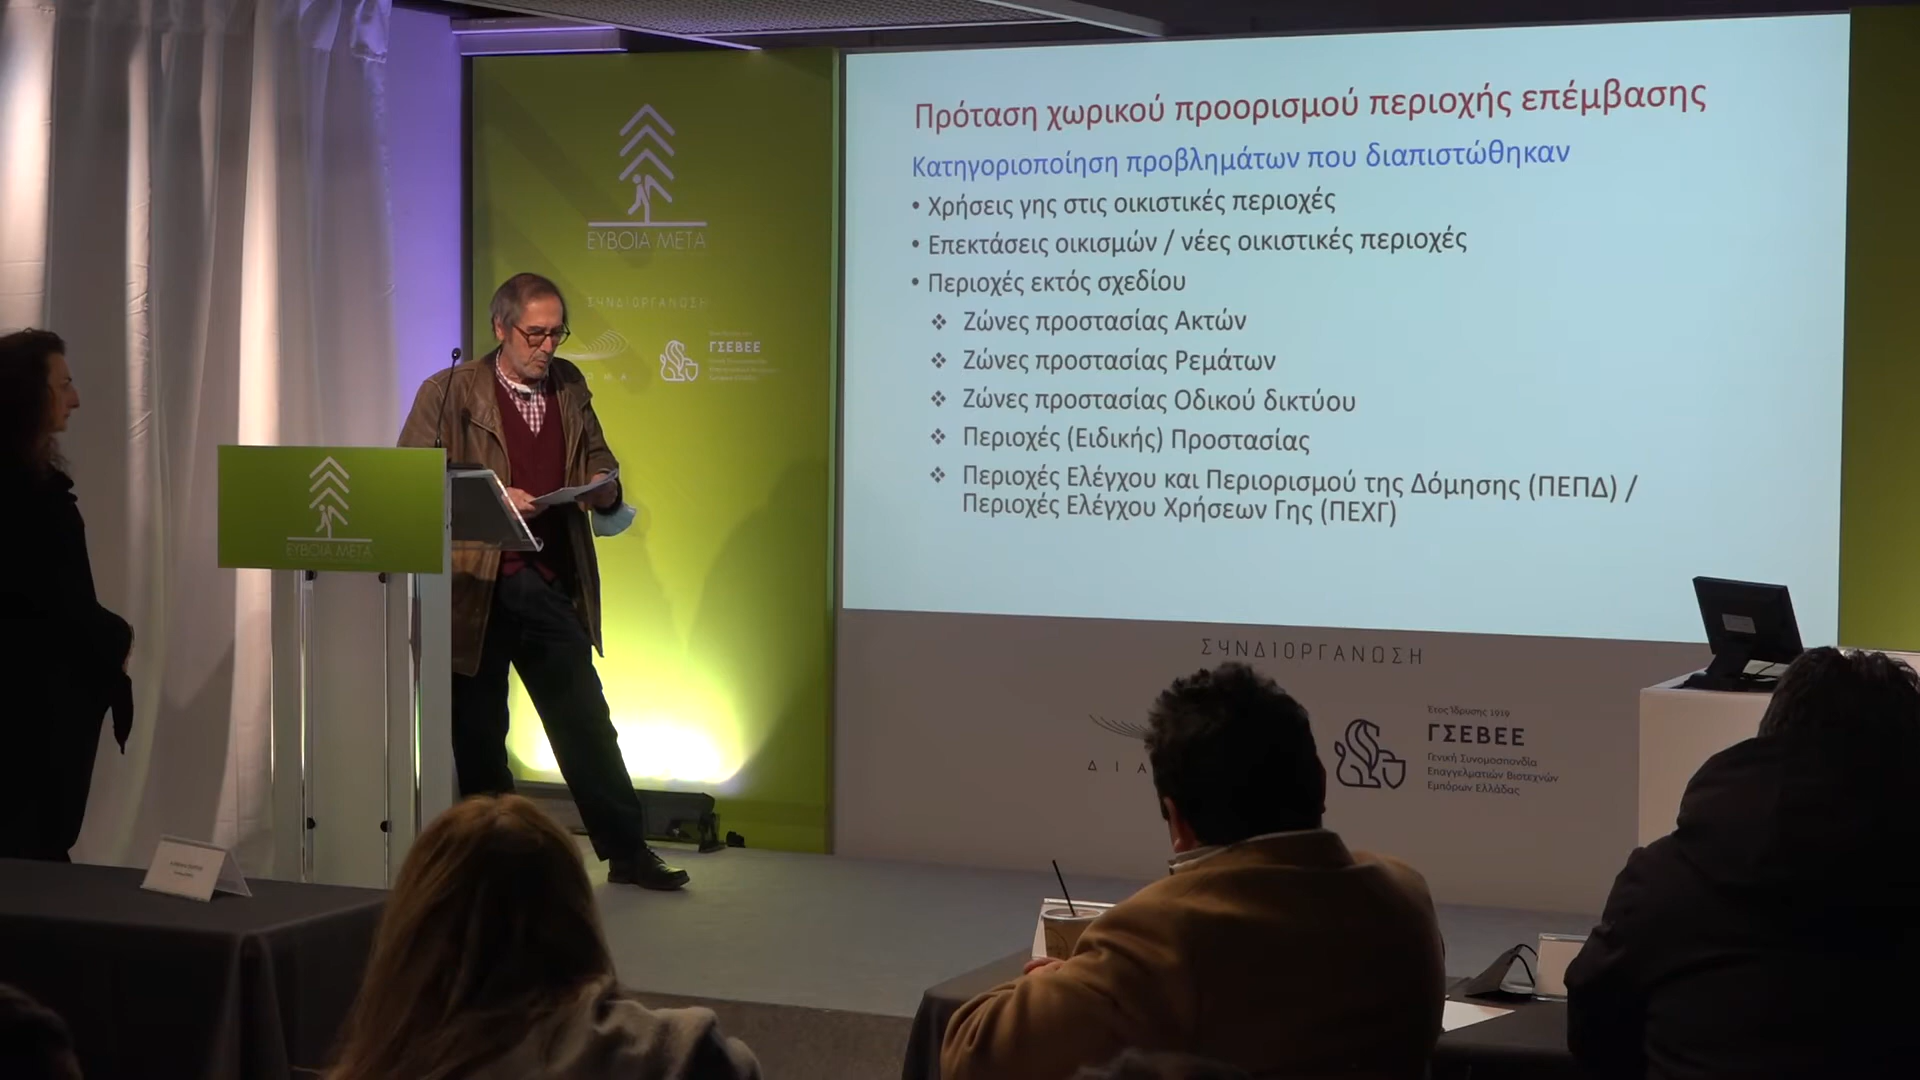 Πρόταση χωρικού προορισμού περιοχής επέμβασης
Κατηγοριοποίηση προβλημάτων που διαπιστώθηκαν
• Χρήσεις γης στις οικιστικές περιοχές
• Επεκτάσεις οικισμών / νέες οικιστικές περιοχές
• Περιοχές εκτός σχεδίου
❖ Ζώνες προστασίας Ακτών
❖ Ζώνες προστασίας Ρεμάτων
❖ Ζώνες προστασίας Οδικού δικτύου
❖ Περιοχές (Ειδικής) Προστασίας
❖ Περιοχές Ελέγχου και Περιορισμού της Δόμησης (ΠΕΠΔ) /
Περιοχές Ελέγχου Χρήσεων Γης (ΠΕΧΓ)
ΕΥΒΟΙΑ ΜΕΤΑ
ΣΥΝΔΙΟΡΓΑΝΩΣΗ
ΓΣΕΒΕΕ
ΕΥΒΟΙΑ ΜΕΤΑ
ΣΥΝΔΙΟΡΓΑΝΩΣΗ
ΔΙΑ
Έτος Ίδρυσης 1919
ΓΣΕΒΕΕ
Γενική Συνομοσπονδία
Επαγγελματιών Βιοτεχνών
Εμπόρων Ελλάδας